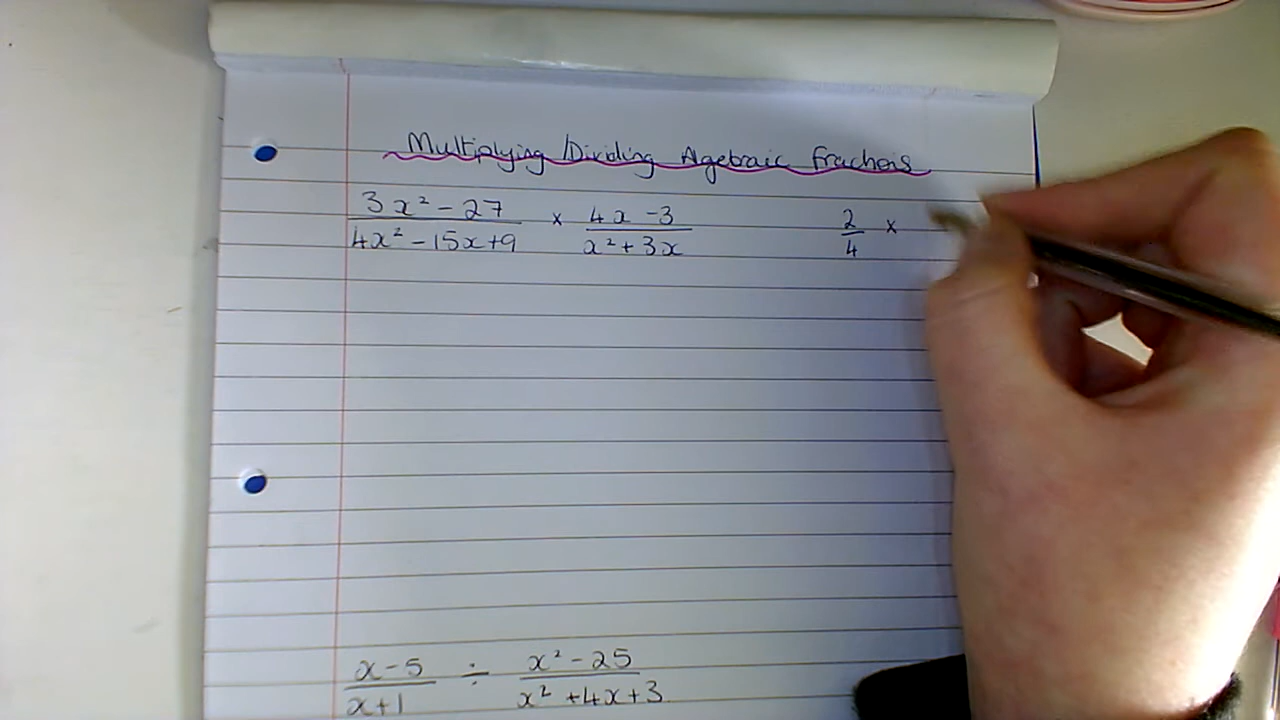 Multiplying Dividing Agebraic Fractions
3x² - 27 / 4x² - 15x + 9 × 4x - 3 / x² + 3x 2/4 ×
x - 5 / x + 1 ÷ x² - 25 / x² + 4x + 3